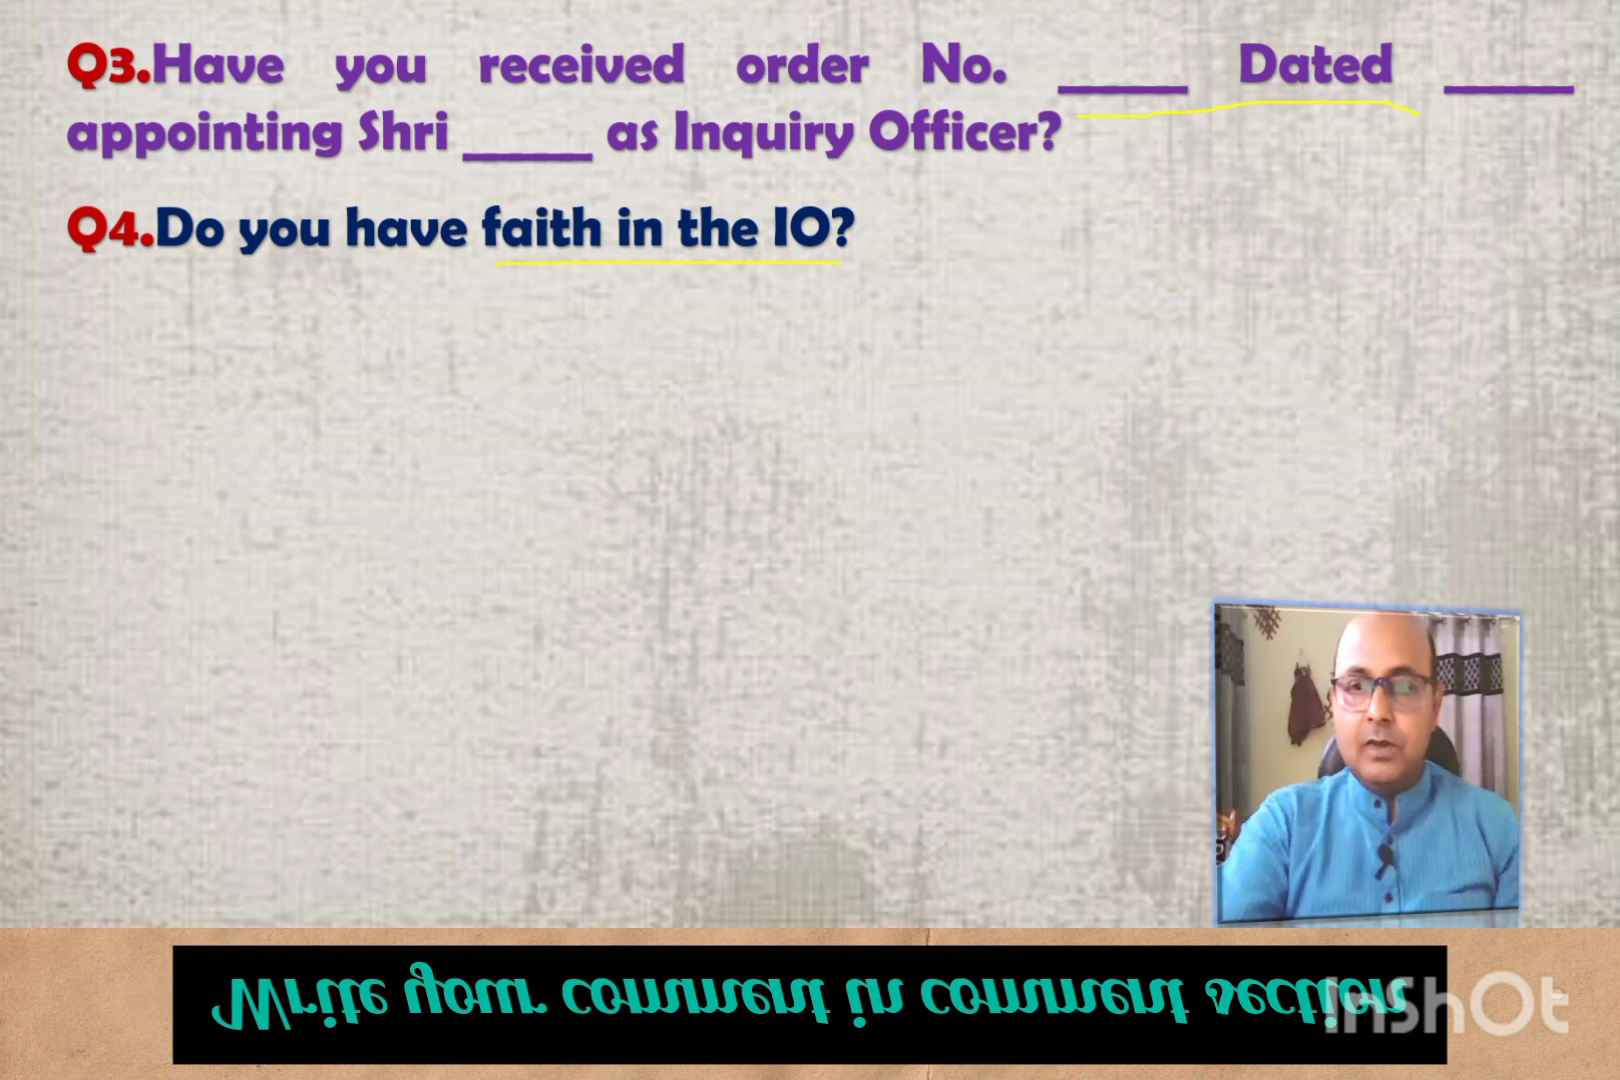 Q3.Have you received order No. _____ Dated _____
appointing Shri _____ as Inquiry Officer?
Q4.Do you have faith in the IO?
Write your comment in comment section
InShOt